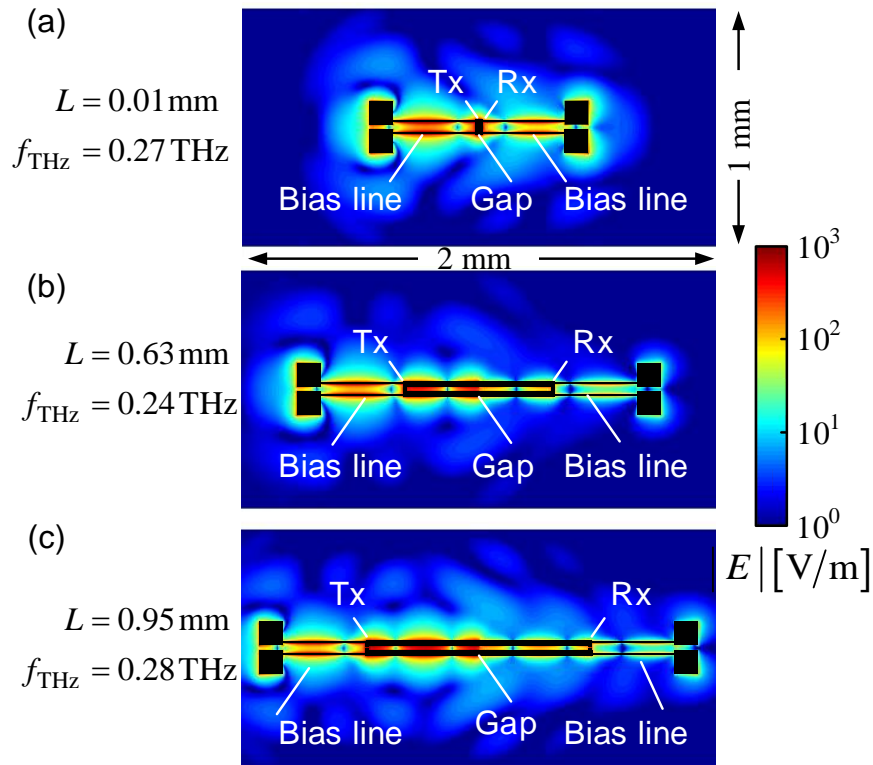 (a)
L = 0.01 mm
f_THz = 0.27 THz
Tx Rx
Bias line Gap Bias line
1 mm
2 mm
(b)
L = 0.63 mm
f_THz = 0.24 THz
Tx Rx
Bias line Gap Bias line
10^3
10^2
10^1
10^0
|E| [V/m]
(c)
L = 0.95 mm
f_THz = 0.28 THz
Tx Rx
Bias line Gap Bias line